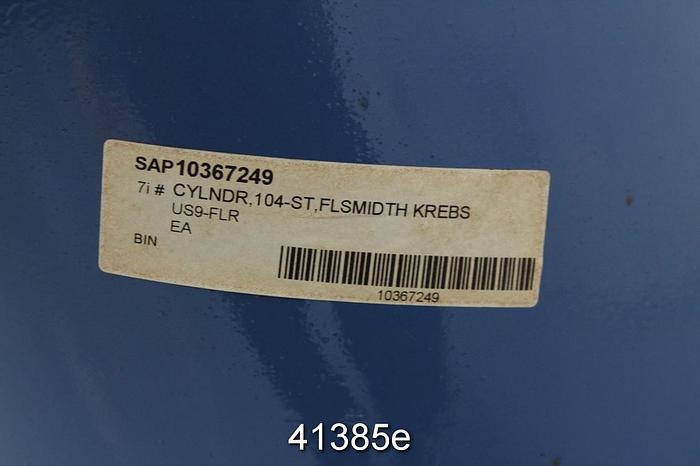 SAP10367249
7i # CYLNDR,104-ST,FLSMIDTH KREBS
US9-FLR
EA
BIN
10367249
41385e